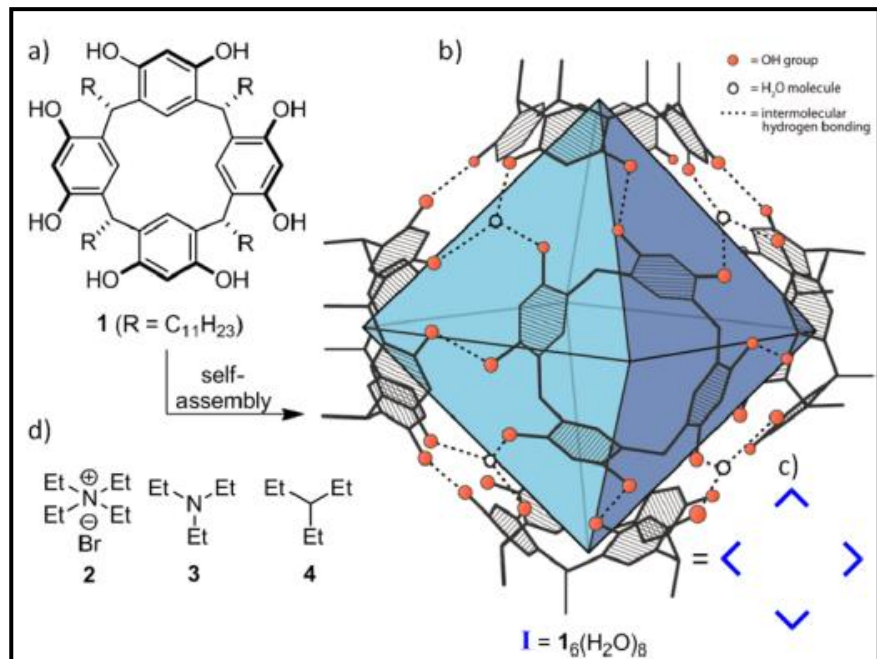 a)
HO
OH
R
R
HO
OH
HO
OH
R
R
HO
OH
1 (R = C₁₁H₂₃)
self-
assembly
b)
= OH group
= H₂O molecule
= intermolecular
hydrogen bonding
c)
=
I = 1₆(H₂O)₈
d)
Et ⊕ Et
N
Et ⊖ Et
Br
2
Et N Et
Et
3
Et Et
Et
4